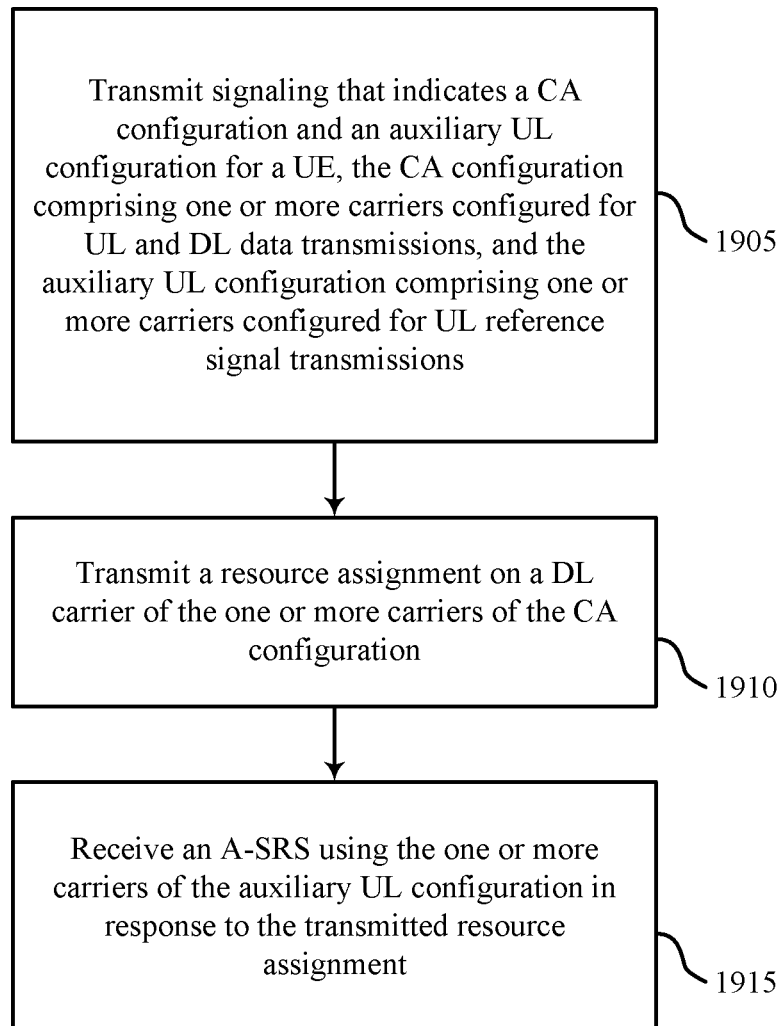 Transmit signaling that indicates a CA
configuration and an auxiliary UL
configuration for a UE, the CA configuration
comprising one or more carriers configured for
UL and DL data transmissions, and the
auxiliary UL configuration comprising one or
more carriers configured for UL reference
signal transmissions
1905
Transmit a resource assignment on a DL
carrier of the one or more carriers of the CA
configuration
1910
Receive an A-SRS using the one or more
carriers of the auxiliary UL configuration in
response to the transmitted resource
assignment
1915